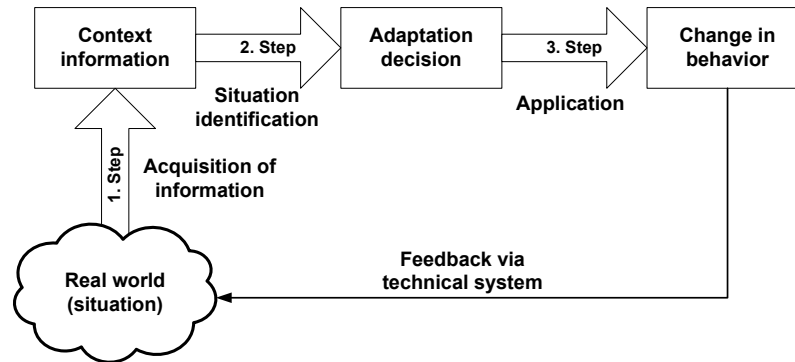 Context
information
2. Step
Situation
identification
Adaptation
decision
3. Step
Application
Change in
behavior
1. Step
Acquisition of
information
Real world
(situation)
Feedback via
technical system